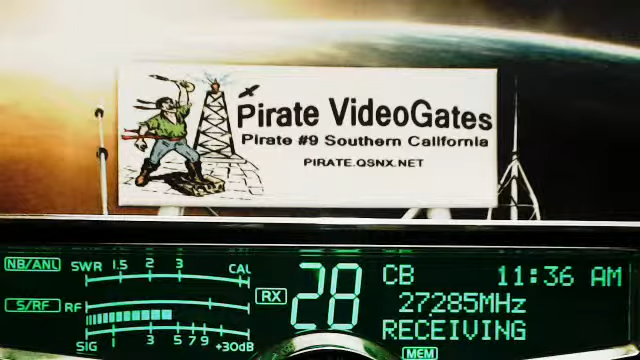 Pirate VideoGates
Pirate #9 Southern California
PIRATE.QSNX.NET
NB/ANL SWR 1.5 2 3 CAL
S/RF RF RX 28 CB 11:36 AM
27285MHz
RECEIVING
SIG 1 3 5 7 9 +30dB
MEM